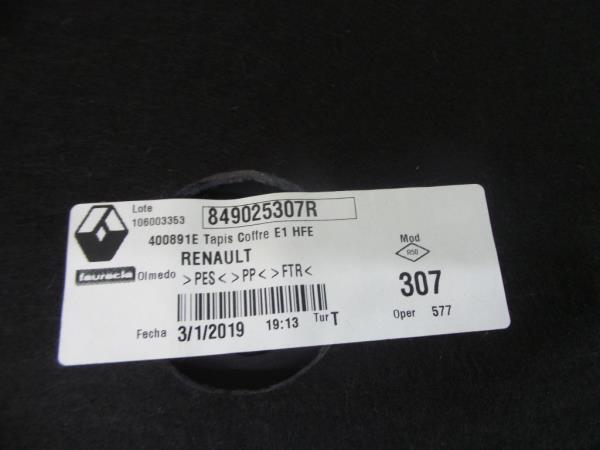 Lote
106003353
849025307R
400891E Tapis Coffre E1 HFE
RENAULT
Mod
R50
faurecia Olmedo >PES< >PP< >FTR<
307
Fecha 3/1/2019 19:13 Tur T
Oper 577